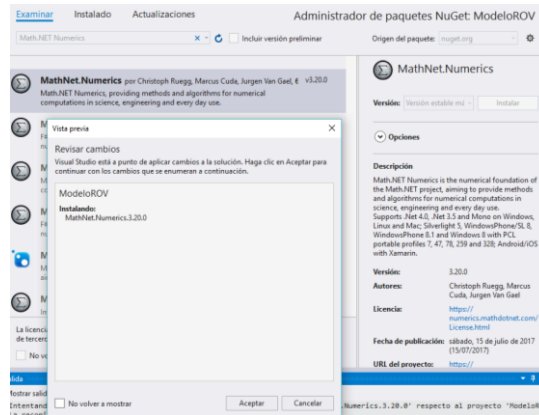 Examinar Instalado Actualizaciones Administrador de paquetes NuGet: ModeloROV
Math.NET Numerics Incluir versión preliminar Origen del paquete: nuget.org
MathNet.Numerics por Christoph Ruegg, Marcus Cuda, Jurgen Van Gael, v3.20.0
Math.NET Numerics, providing methods and algorithms for numerical
computations in science, engineering and every day use.
Vista previa
Revisar cambios
Visual Studio está a punto de aplicar cambios a la solución. Haga clic en Aceptar para
continuar con los cambios que se enumeran a continuación.
ModeloROV
Instalando:
MathNet.Numerics.3.20.0
No volver a mostrar Aceptar Cancelar
La licenci
de tercero
No vo
MathNet.Numerics
Versión: Versión estable má Instalar
Opciones
Descripción
Math.NET Numerics is the numerical foundation of
the Math.NET project, aiming to provide methods
and algorithms for numerical computations in
science, engineering and every day use.
Supports .Net 4.0, .Net 3.5 and Mono on Windows,
Linux and Mac; Silverlight 5, WindowsPhone/SL 8,
WindowsPhone 8.1 and Windows 8 with PCL
portable profiles 7, 47, 78, 259 and 328; Android/iOS
with Xamarin.
Versión: 3.20.0
Autores: Christoph Ruegg, Marcus
Cuda, Jurgen Van Gael
Licencia: https://
numerics.mathdotnet.com/
License.html
Fecha de publicación: sábado, 15 de julio de 2017
(15/07/2017)
URL del proyecto: https://
lida
Mostrar salid
Intentand
.Numerics.3.20.0' respecto al proyecto 'ModeloR